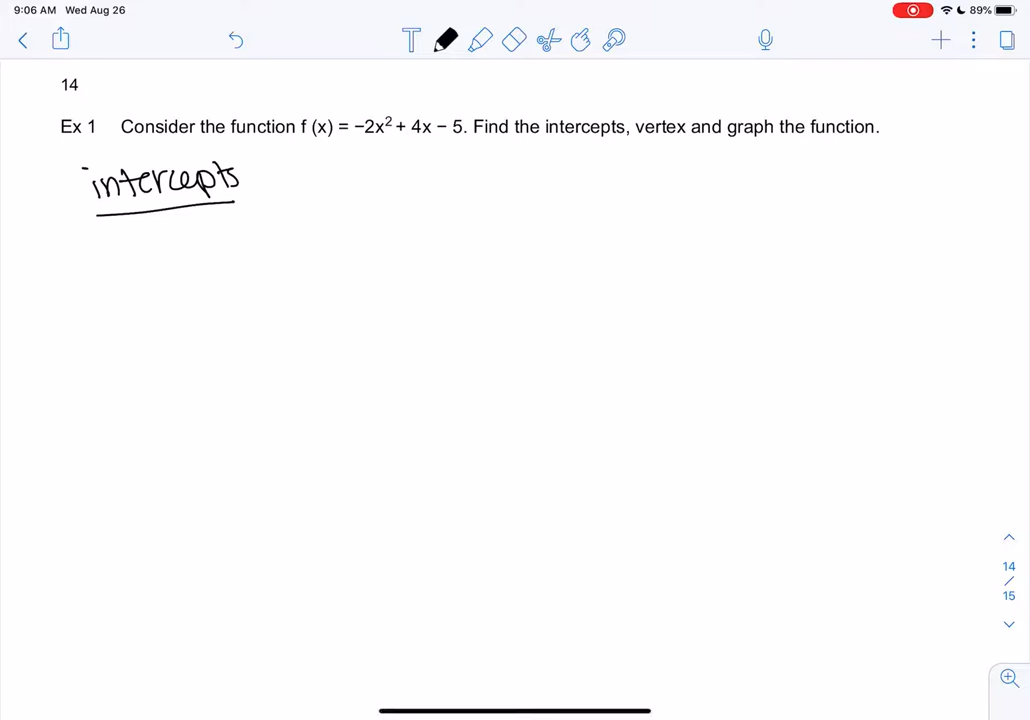 9:06 AM Wed Aug 26 89%
14
Ex 1 Consider the function f (x) = −2x² + 4x − 5. Find the intercepts, vertex and graph the function.
intercepts
14
/
15